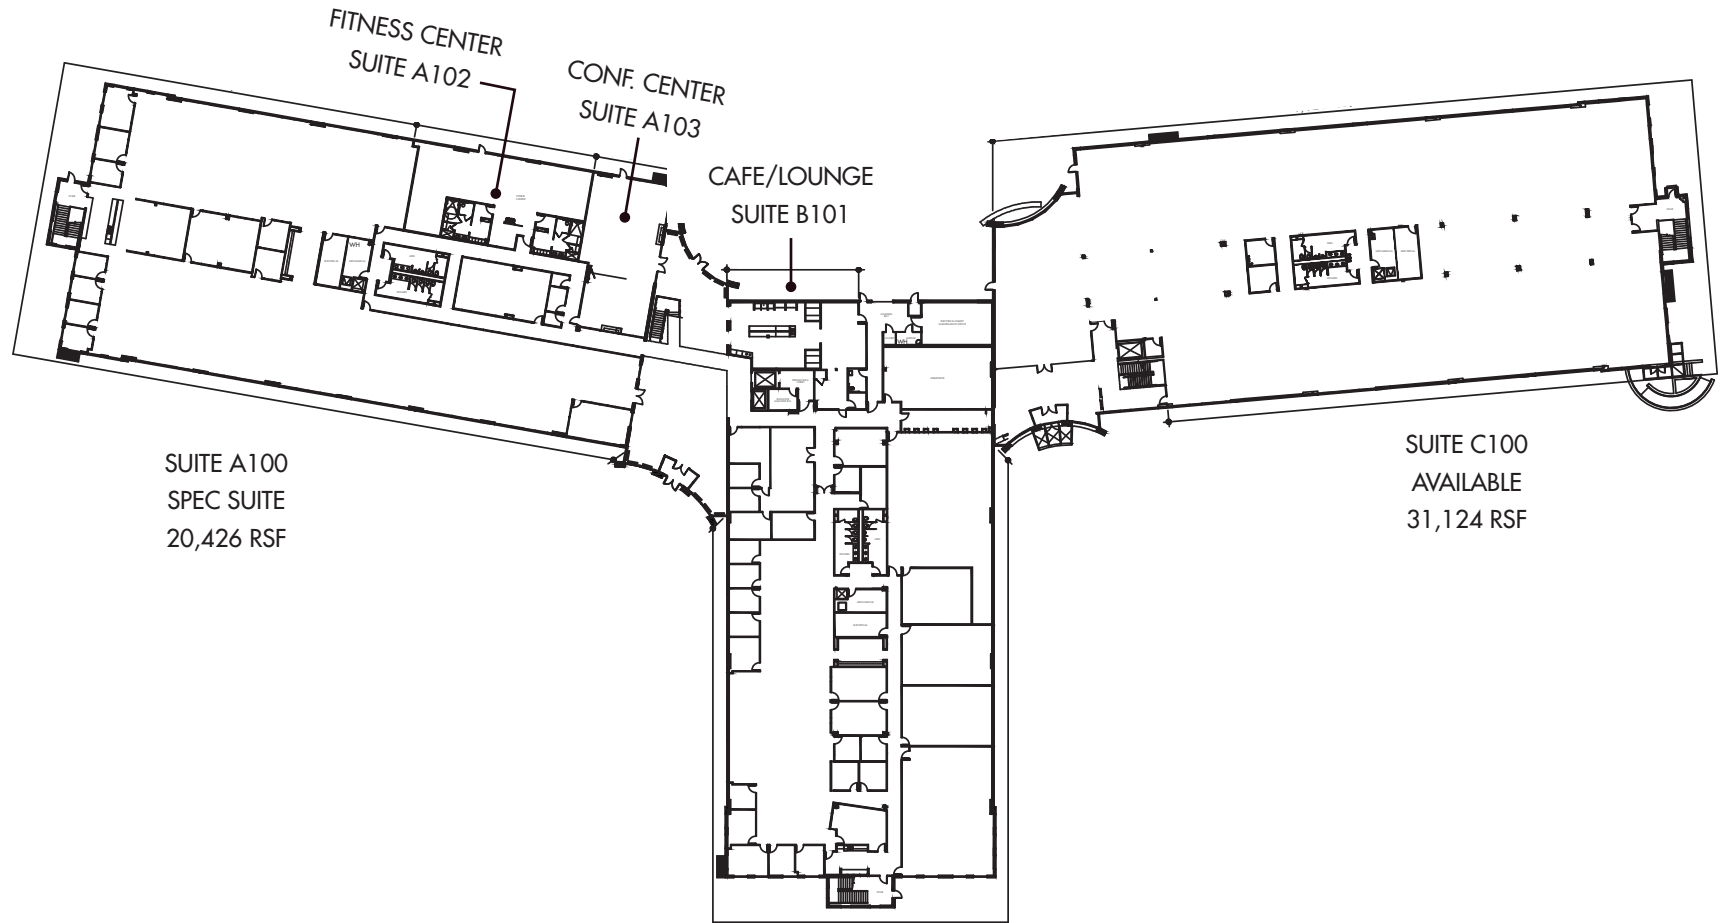 FITNESS CENTER
SUITE A102
CONF. CENTER
SUITE A103
CAFE/LOUNGE
SUITE B101
WH
WH
SUITE A100
SPEC SUITE
20,426 RSF
SUITE C100
AVAILABLE
31,124 RSF